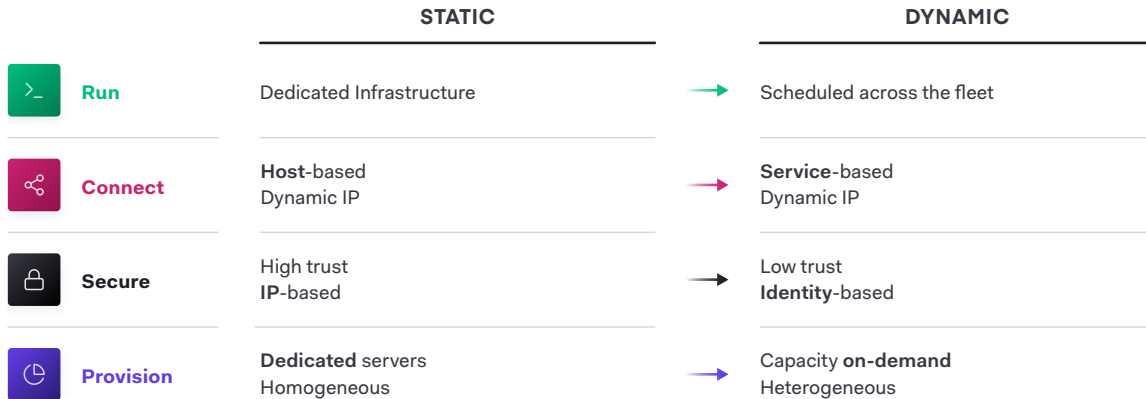 STATIC
DYNAMIC
Run
Dedicated Infrastructure
Scheduled across the fleet
Connect
Host-based
Dynamic IP
Service-based
Dynamic IP
Secure
High trust
IP-based
Low trust
Identity-based
Provision
Dedicated servers
Homogeneous
Capacity on-demand
Heterogeneous